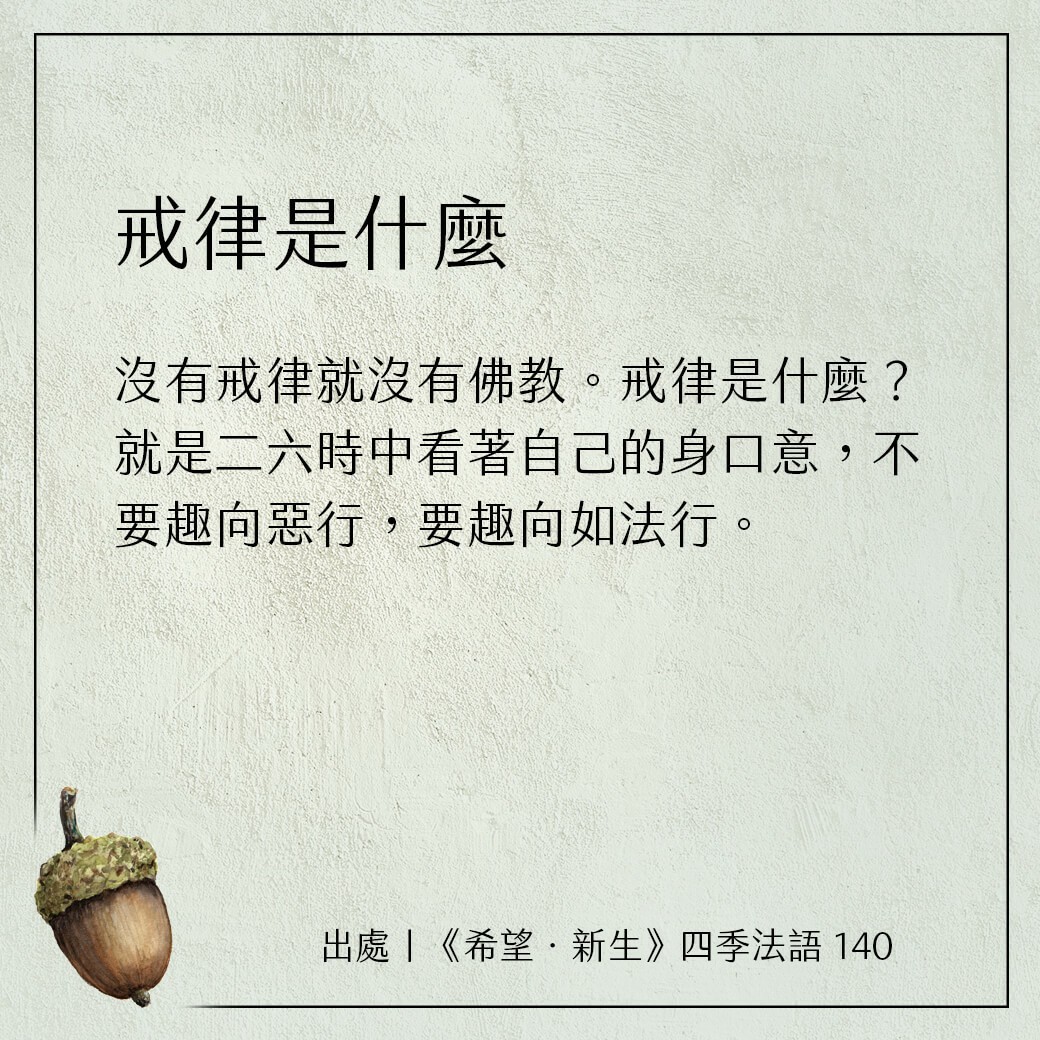 戒律是什麼
沒有戒律就沒有佛教。戒律是什麼？
就是二六時中看著自己的身口意，不
要趣向惡行，要趣向如法行。
出處｜《希望．新生》四季法語 140